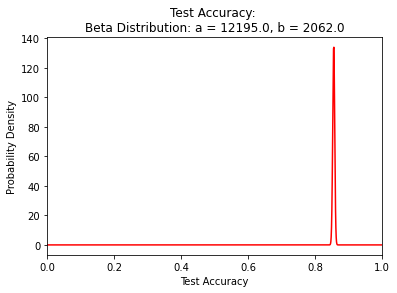 Test Accuracy:
Beta Distribution: a = 12195.0, b = 2062.0
140
120
100
80
60
40
20
0
Probability Density
0.0 0.2 0.4 0.6 0.8 1.0
Test Accuracy